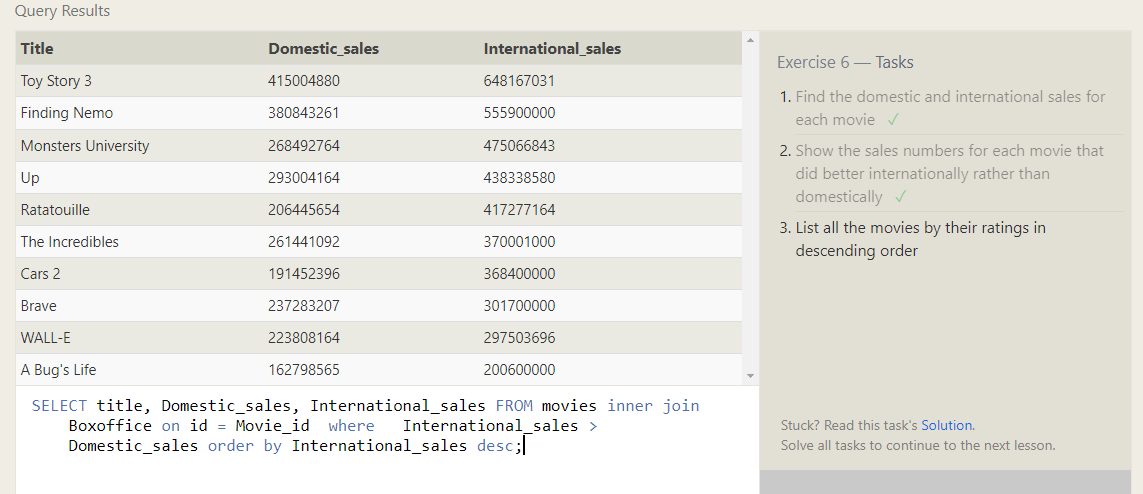 Query Results
Title Domestic_sales International_sales
Toy Story 3 415004880 648167031
Finding Nemo 380843261 555900000
Monsters University 268492764 475066843
Up 293004164 438338580
Ratatouille 206445654 417277164
The Incredibles 261441092 370001000
Cars 2 191452396 368400000
Brave 237283207 301700000
WALL-E 223808164 297503696
A Bug's Life 162798565 200600000
SELECT title, Domestic_sales, International_sales FROM movies inner join
Boxoffice on id = Movie_id where International_sales >
Domestic_sales order by International_sales desc;
Exercise 6 — Tasks
1. Find the domestic and international sales for
each movie ✓
2. Show the sales numbers for each movie that
did better internationally rather than
domestically ✓
3. List all the movies by their ratings in
descending order
Stuck? Read this task's Solution.
Solve all tasks to continue to the next lesson.